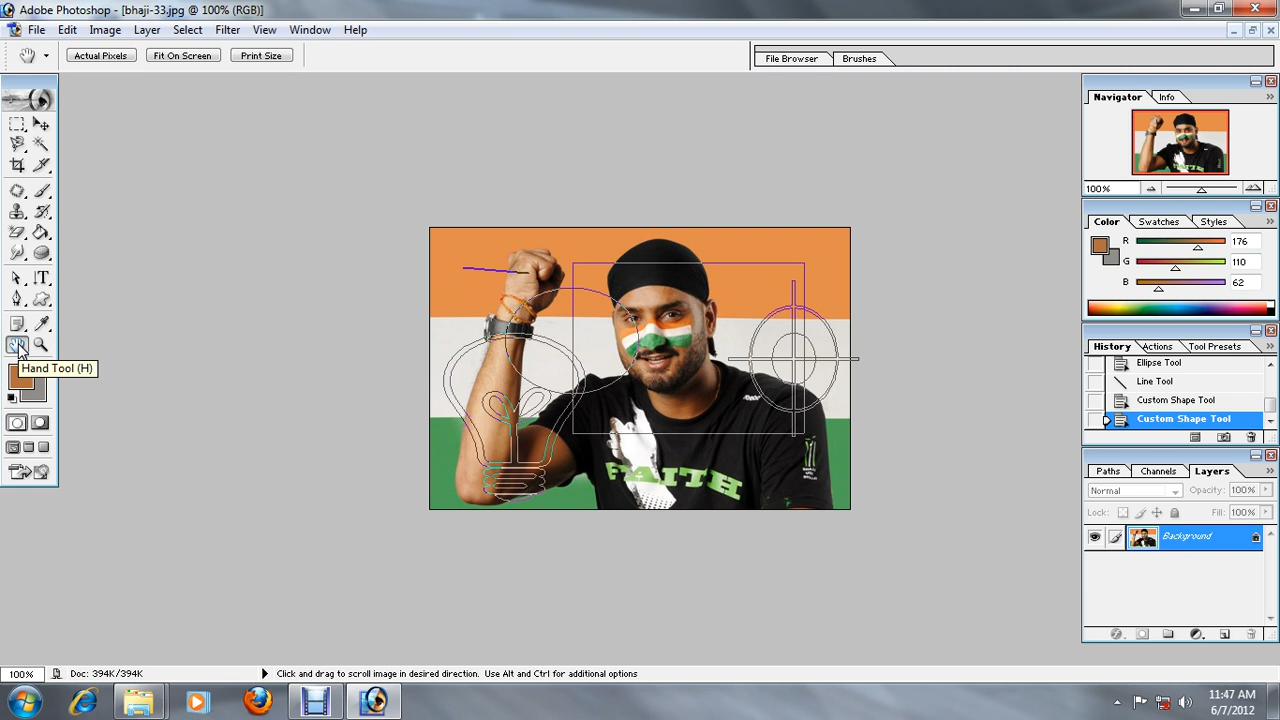 Adobe Photoshop - [bhaji-33.jpg @ 100% (RGB)]
File Edit Image Layer Select Filter View Window Help
Actual Pixels Fit On Screen Print Size
File Browser Brushes
Navigator Info
100%
Color Swatches Styles
R 176
G 110
B 62
History Actions Tool Presets
Ellipse Tool
Line Tool
Custom Shape Tool
Custom Shape Tool
Hand Tool (H)
FAITH
Paths Channels Layers
Normal Opacity: 100%
Lock: Fill: 100%
Background
100% Doc: 394K/394K Click and drag to scroll image in desired direction. Use Alt and Ctrl for additional options
11:47 AM
6/7/2012